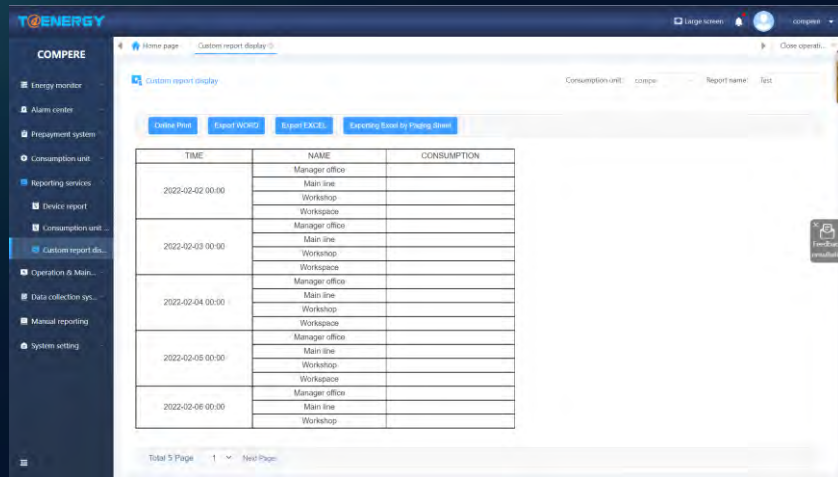 T@ENERGY
Large screen
compere
COMPERE
Home page
Custom report display
Close operati...
Custom report display
Consumption unit: compe
Report name: Test
Energy monitor
Alarm center
Prepayment system
Consumption unit
Reporting services
Device report
Consumption unit ...
Custom report dis...
Operation & Main...
Data collection sys...
Manual reporting
System setting
Online Print
Export WORD
Export EXCEL
Exporting Excel by Paging Sheet
TIME NAME CONSUMPTION
2022-02-02 00:00
Manager office
Main line
Workshop
Workspace
2022-02-03 00:00
Manager office
Main line
Workshop
Workspace
2022-02-04 00:00
Manager office
Main line
Workshop
Workspace
2022-02-05 00:00
Manager office
Main line
Workshop
Workspace
2022-02-06 00:00
Manager office
Main line
Workshop
Total 5 Page 1 Next Page